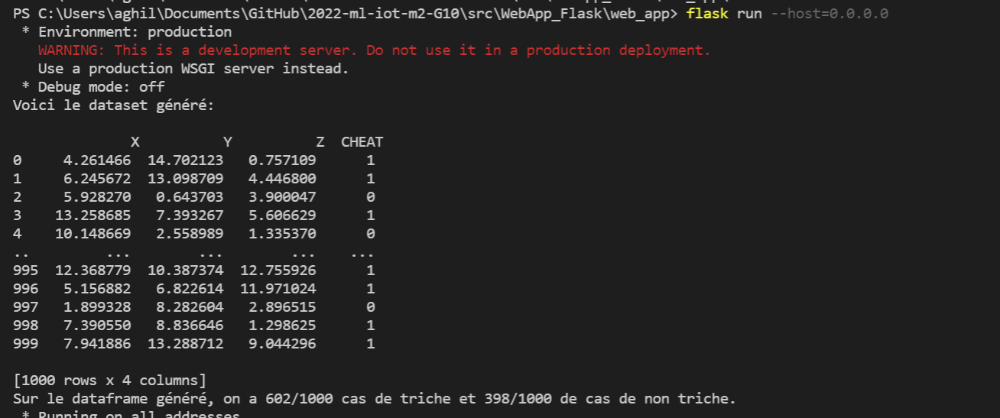 PS C:\Users\aghil\Documents\GitHub\2022-ml-iot-m2-G10\src\WebApp_Flask\web_app> flask run --host=0.0.0.0
 * Environment: production
   WARNING: This is a development server. Do not use it in a production deployment.
   Use a production WSGI server instead.
 * Debug mode: off
Voici le dataset généré:
             X          Y          Z  CHEAT
0     4.261466  14.702123   0.757109      1
1     6.245672  13.098709   4.446800      1
2     5.928270   0.643703   3.900047      0
3    13.258685   7.393267   5.606629      1
4    10.148669   2.558989   1.335370      0
..         ...        ...        ...    ...
995  12.368779  10.387374  12.755926      1
996   5.156882   6.822614  11.971024      1
997   1.899328   8.282604   2.896515      0
998   7.390550   8.836646   1.298625      1
999   7.941886  13.288712   9.044296      1
[1000 rows x 4 columns]
Sur le dataframe généré, on a 602/1000 cas de triche et 398/1000 de cas de non triche.
 * Running on all addresses